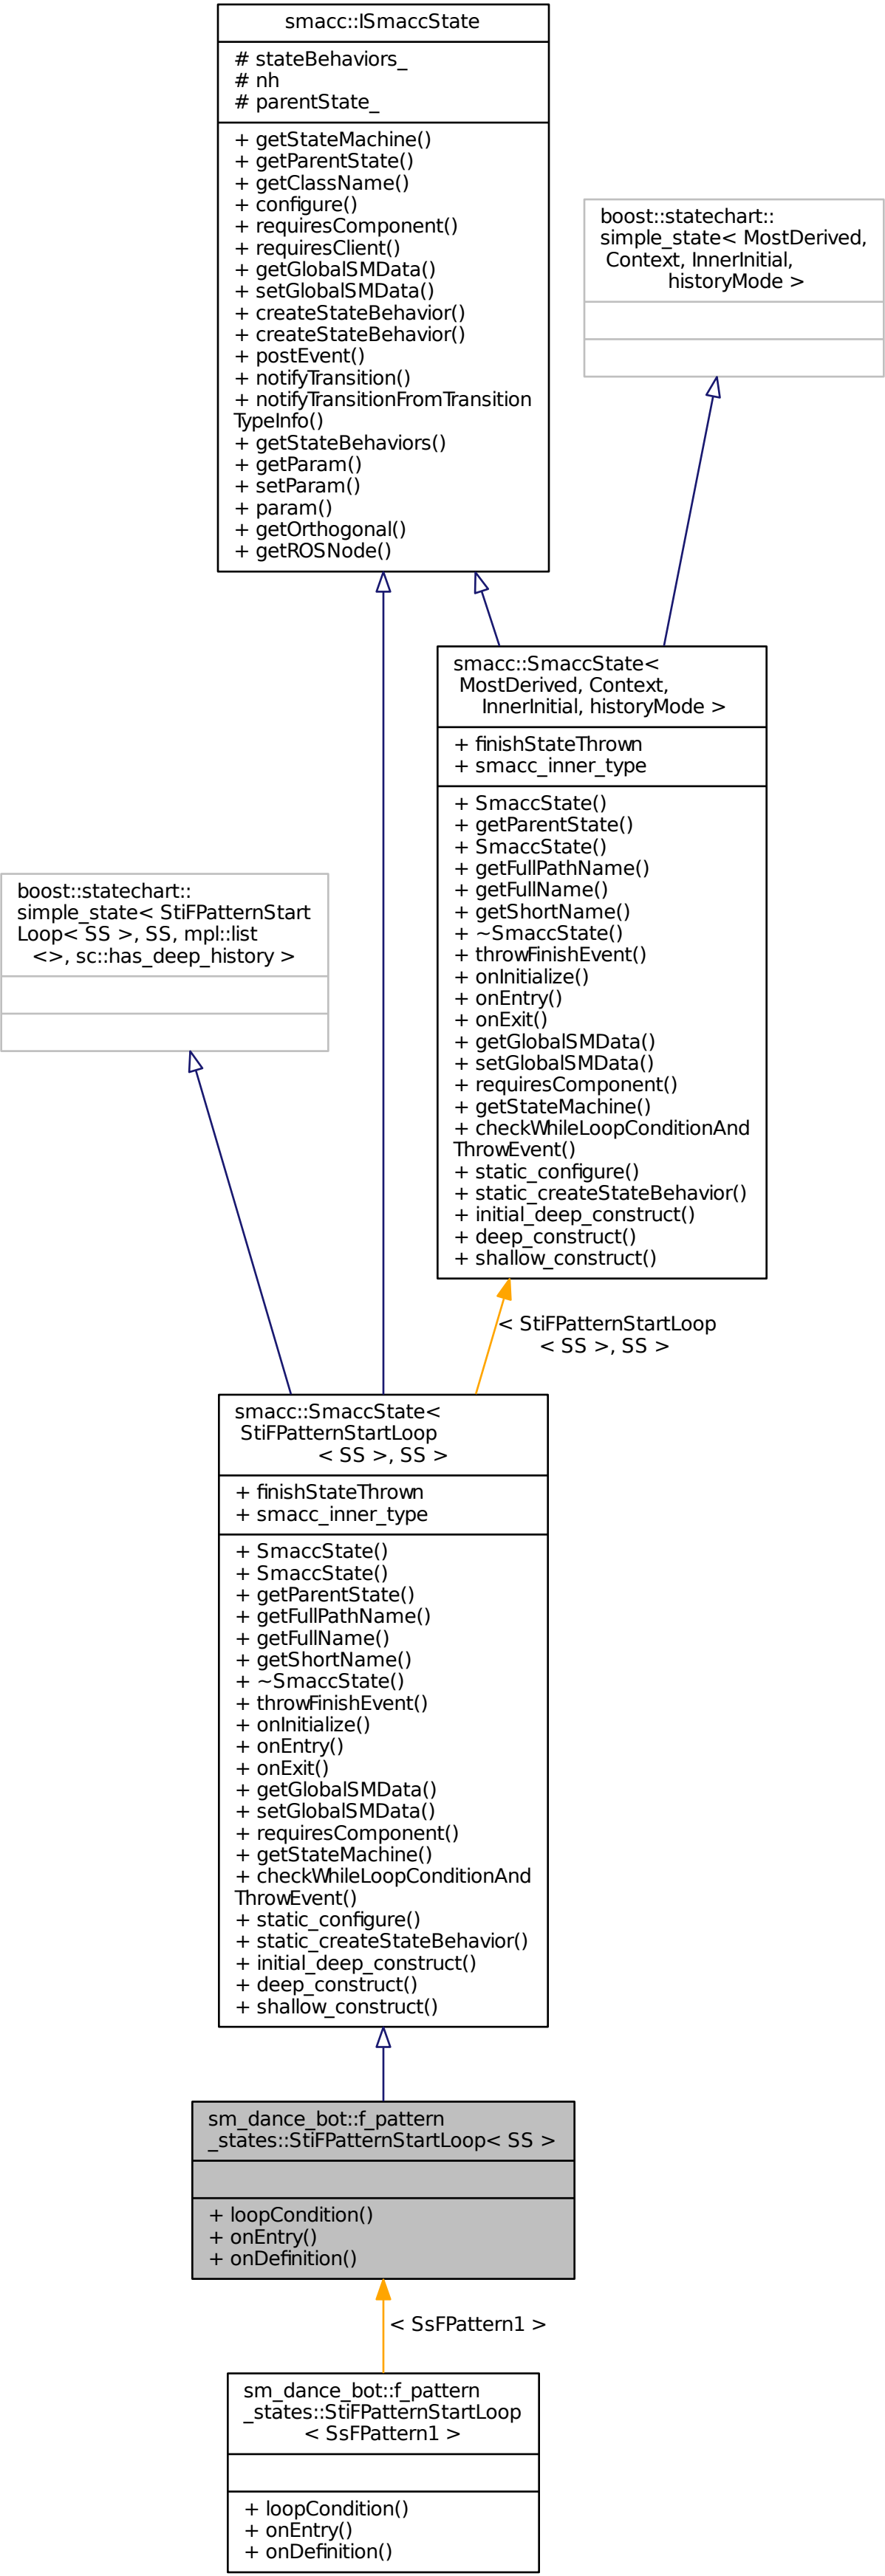 smacc::ISmaccState
# stateBehaviors_
# nh
# parentState_
+ getStateMachine()
+ getParentState()
+ getClassName()
+ configure()
+ requiresComponent()
+ requiresClient()
+ getGlobalSMData()
+ setGlobalSMData()
+ createStateBehavior()
+ createStateBehavior()
+ postEvent()
+ notifyTransition()
+ notifyTransitionFromTransition
TypeInfo()
+ getStateBehaviors()
+ getParam()
+ setParam()
+ param()
+ getOrthogonal()
+ getROSNode()
boost::statechart::
simple_state< MostDerived,
Context, InnerInitial,
historyMode >
smacc::SmaccState<
MostDerived, Context,
InnerInitial, historyMode >
+ finishStateThrown
+ smacc_inner_type
+ SmaccState()
+ getParentState()
+ SmaccState()
+ getFullPathName()
+ getFullName()
+ getShortName()
+ ~SmaccState()
+ throwFinishEvent()
+ onInitialize()
+ onEntry()
+ onExit()
+ getGlobalSMData()
+ setGlobalSMData()
+ requiresComponent()
+ getStateMachine()
+ checkWhileLoopConditionAnd
ThrowEvent()
+ static_configure()
+ static_createStateBehavior()
+ initial_deep_construct()
+ deep_construct()
+ shallow_construct()
boost::statechart::
simple_state< StiFPatternStart
Loop< SS >, SS, mpl::list
<>, sc::has_deep_history >
< StiFPatternStartLoop
< SS >, SS >
smacc::SmaccState<
StiFPatternStartLoop
< SS >, SS >
+ finishStateThrown
+ smacc_inner_type
+ SmaccState()
+ SmaccState()
+ getParentState()
+ getFullPathName()
+ getFullName()
+ getShortName()
+ ~SmaccState()
+ throwFinishEvent()
+ onInitialize()
+ onEntry()
+ onExit()
+ getGlobalSMData()
+ setGlobalSMData()
+ requiresComponent()
+ getStateMachine()
+ checkWhileLoopConditionAnd
ThrowEvent()
+ static_configure()
+ static_createStateBehavior()
+ initial_deep_construct()
+ deep_construct()
+ shallow_construct()
sm_dance_bot::f_pattern
_states::StiFPatternStartLoop< SS >
+ loopCondition()
+ onEntry()
+ onDefinition()
< SsFPattern1 >
sm_dance_bot::f_pattern
_states::StiFPatternStartLoop
< SsFPattern1 >
+ loopCondition()
+ onEntry()
+ onDefinition()